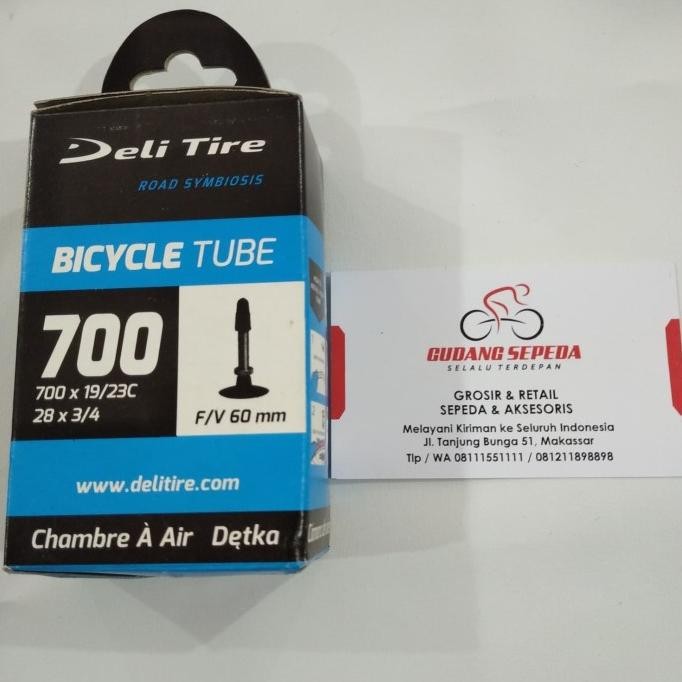 Deli Tire
ROAD SYMBIOSIS
BICYCLE TUBE
700
700 x 19/23C
28 x 3/4
F/V 60 mm
www.delitire.com
Chambre À Air Dętka
GUDANG SEPEDA
SELALU TERDEPAN
GROSIR & RETAIL
SEPEDA & AKSESORIS
Melayani Kiriman ke Seluruh Indonesia
Jl. Tanjung Bunga 51, Makassar
Tlp / WA 08111551111 / 081211898898